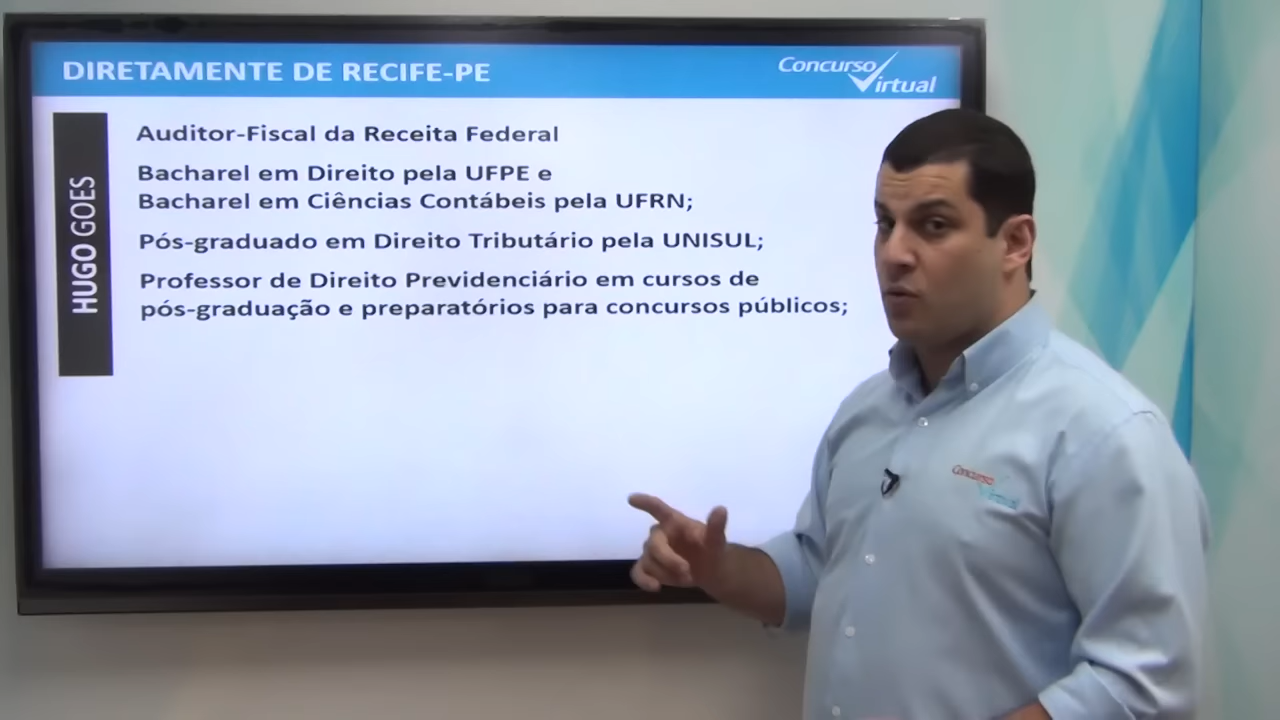 DIRETAMENTE DE RECIFE-PE
Concurso
Virtual
HUGO GOES
Auditor-Fiscal da Receita Federal
Bacharel em Direito pela UFPE e
Bacharel em Ciências Contábeis pela UFRN;
Pós-graduado em Direito Tributário pela UNISUL;
Professor de Direito Previdenciário em cursos de
pós-graduação e preparatórios para concursos públicos;
Concurso
Virtual